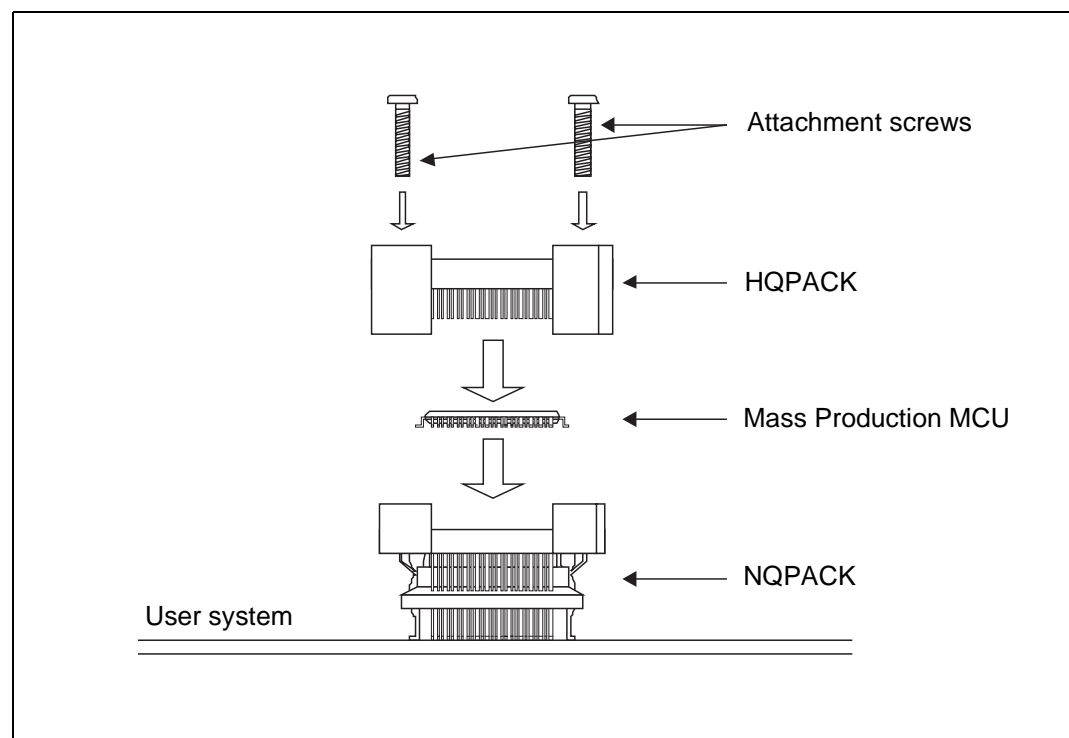 Attachment screws
HQPACK
Mass Production MCU
NQPACK
User system